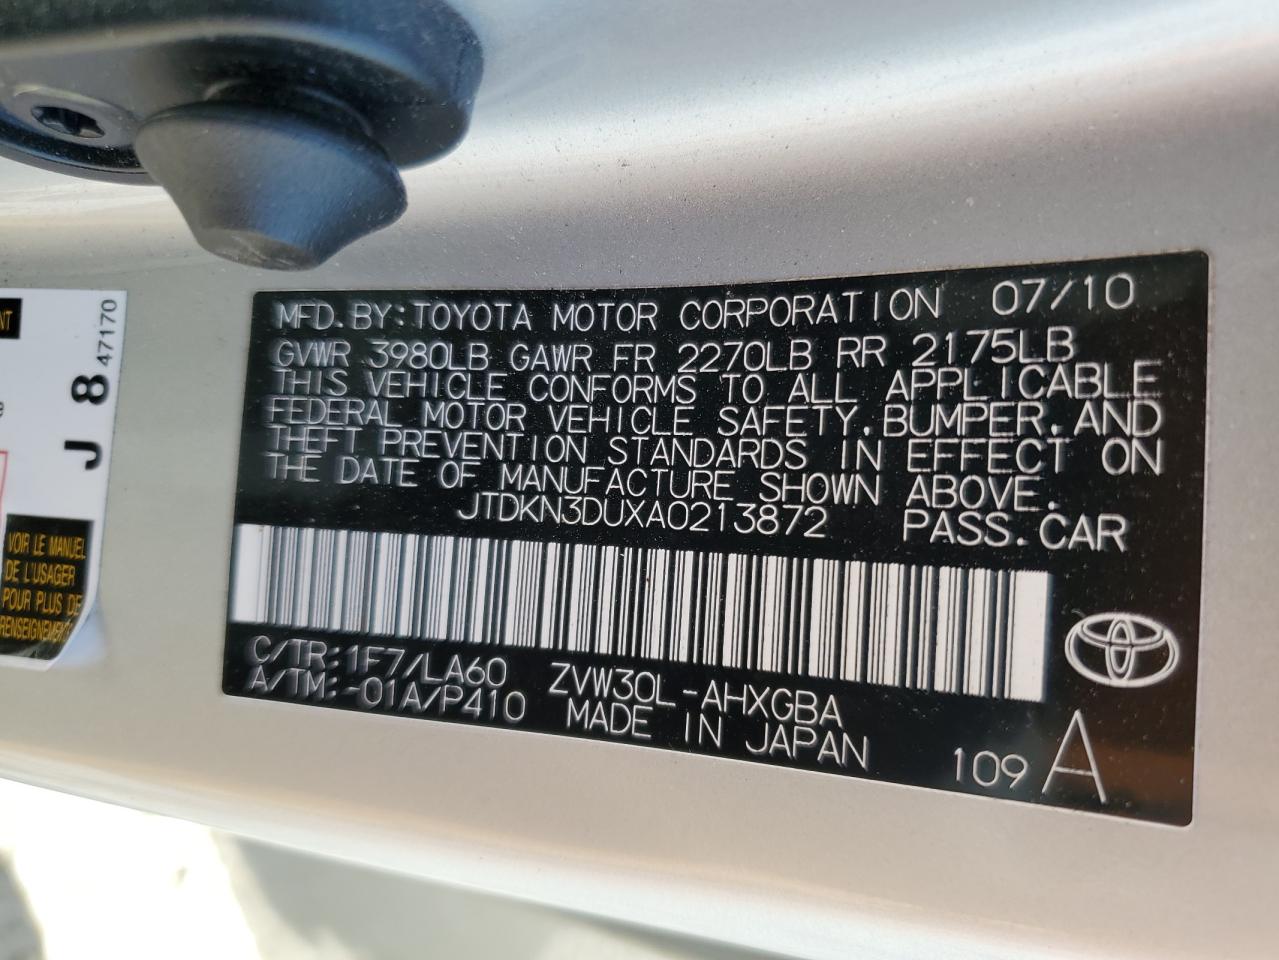 MFD. BY: TOYOTA MOTOR CORPORATION 07/10
GVWR 3980LB GAWR FR 2270LB RR 2175LB
THIS VEHICLE CONFORMS TO ALL APPLICABLE
FEDERAL MOTOR VEHICLE SAFETY, BUMPER, AND
THEFT PREVENTION STANDARDS IN EFFECT ON
THE DATE OF MANUFACTURE SHOWN ABOVE.
JTDKN3DUXA0213872 PASS. CAR
C/TR: 1F7/LA60 ZVW30L-AHXGBA
A/TM: -01A/P410 MADE IN JAPAN
109 A
J 8 47170
VOIR LE MANUEL
DE L'USAGER
POUR PLUS DE
RENSEIGNEMENTS